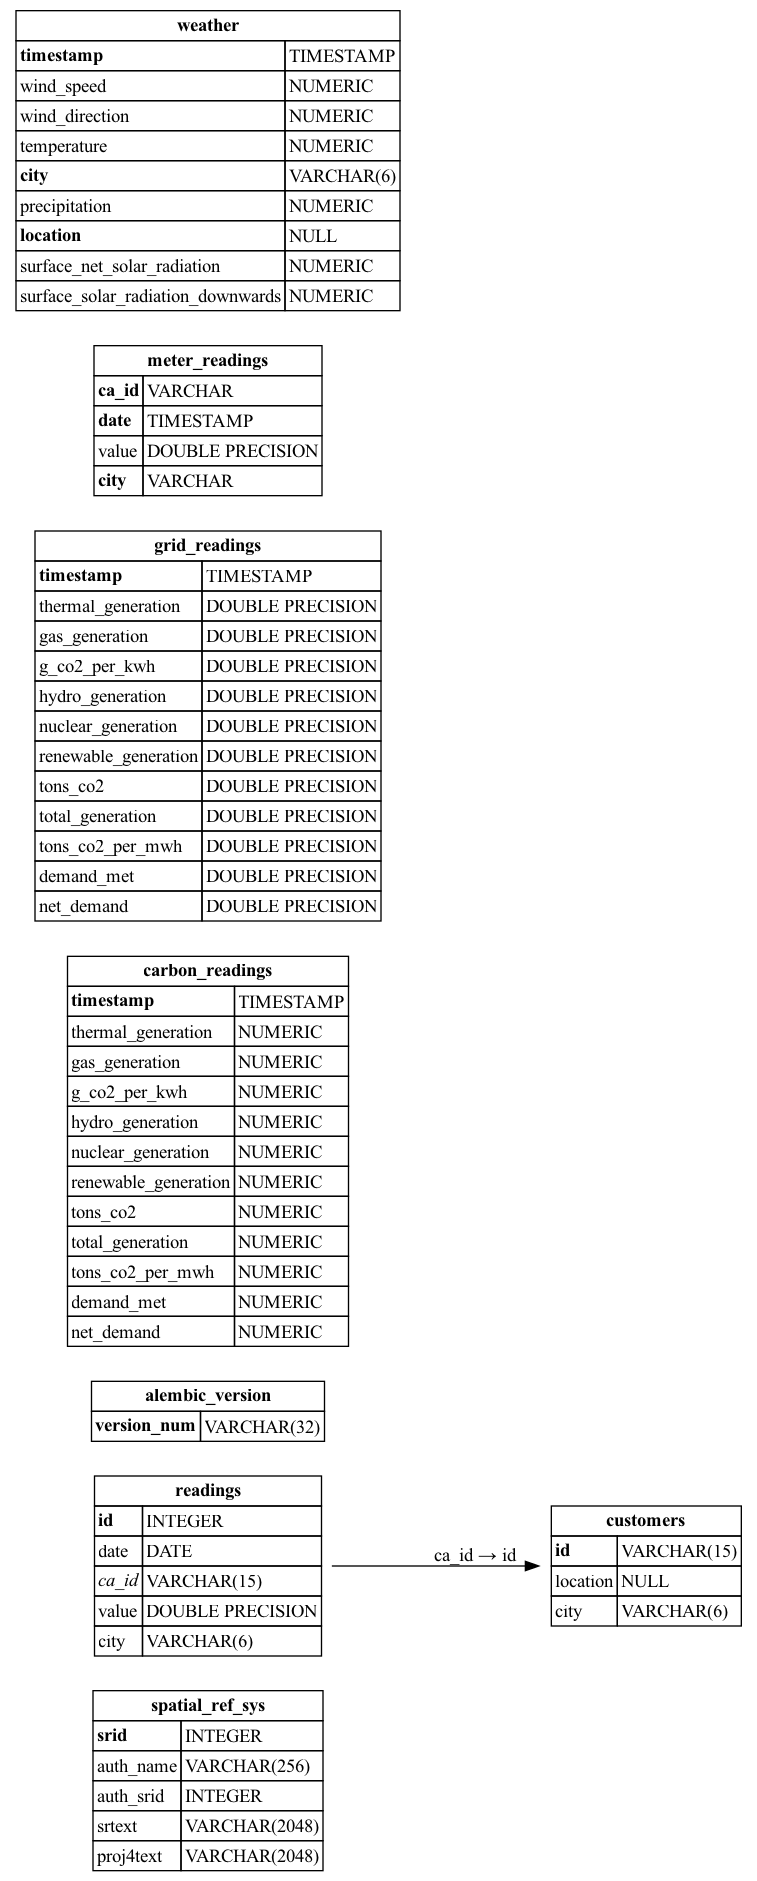 weather
timestamp TIMESTAMP
wind_speed NUMERIC
wind_direction NUMERIC
temperature NUMERIC
city VARCHAR(6)
precipitation NUMERIC
location NULL
surface_net_solar_radiation NUMERIC
surface_solar_radiation_downwards NUMERIC
meter_readings
ca_id VARCHAR
date TIMESTAMP
value DOUBLE PRECISION
city VARCHAR
grid_readings
timestamp TIMESTAMP
thermal_generation DOUBLE PRECISION
gas_generation DOUBLE PRECISION
g_co2_per_kwh DOUBLE PRECISION
hydro_generation DOUBLE PRECISION
nuclear_generation DOUBLE PRECISION
renewable_generation DOUBLE PRECISION
tons_co2 DOUBLE PRECISION
total_generation DOUBLE PRECISION
tons_co2_per_mwh DOUBLE PRECISION
demand_met DOUBLE PRECISION
net_demand DOUBLE PRECISION
carbon_readings
timestamp TIMESTAMP
thermal_generation NUMERIC
gas_generation NUMERIC
g_co2_per_kwh NUMERIC
hydro_generation NUMERIC
nuclear_generation NUMERIC
renewable_generation NUMERIC
tons_co2 NUMERIC
total_generation NUMERIC
tons_co2_per_mwh NUMERIC
demand_met NUMERIC
net_demand NUMERIC
alembic_version
version_num VARCHAR(32)
readings
id INTEGER
date DATE
ca_id VARCHAR(15)
value DOUBLE PRECISION
city VARCHAR(6)
ca_id → id
customers
id VARCHAR(15)
location NULL
city VARCHAR(6)
spatial_ref_sys
srid INTEGER
auth_name VARCHAR(256)
auth_srid INTEGER
srtext VARCHAR(2048)
proj4text VARCHAR(2048)